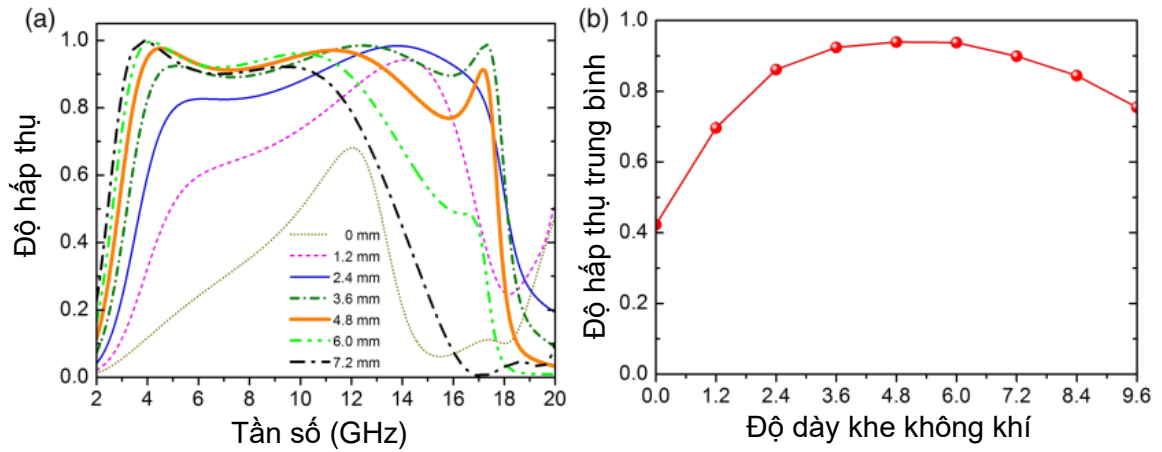 (a)
Độ hấp thụ
1.0
0.8
0.6
0.4
0.2
0.0
0 mm
1.2 mm
2.4 mm
3.6 mm
4.8 mm
6.0 mm
7.2 mm
2 4 6 8 10 12 14 16 18 20
Tần số (GHz)
(b)
Độ hấp thụ trung bình
1.0
0.8
0.6
0.4
0.2
0.0
0.0 1.2 2.4 3.6 4.8 6.0 7.2 8.4 9.6
Độ dày khe không khí